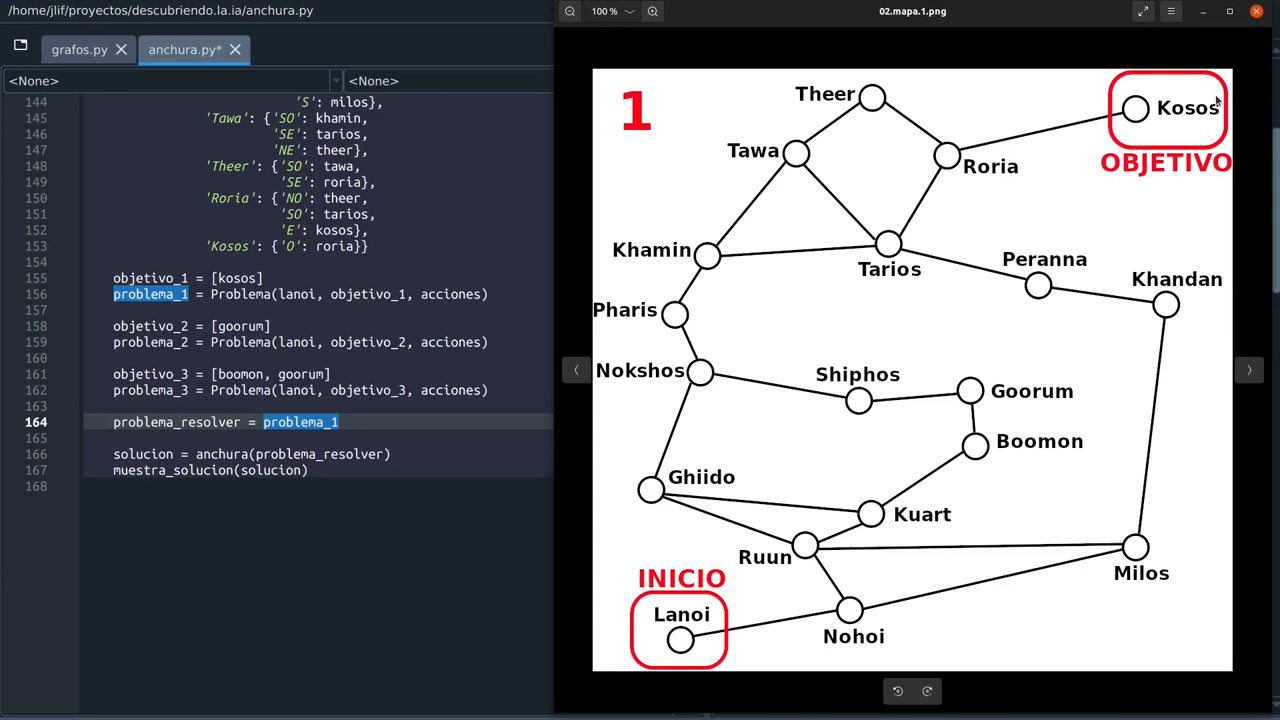 /home/jlif/proyectos/descubriendo.la.ia/anchura.py
grafos.py
anchura.py*
<None>
<None>
144 'S': milos},
145 'Tawa': {'SO': khamin,
146 'SE': tarios,
147 'NE': theer},
148 'Theer': {'SO': tawa,
149 'SE': roria},
150 'Roria': {'NO': theer,
151 'SO': tarios,
152 'E': kosos},
153 'Kosos': {'O': roria}}
154
155 objetivo_1 = [kosos]
156 problema_1 = Problema(lanoi, objetivo_1, acciones)
157
158 objetivo_2 = [goorum]
159 problema_2 = Problema(lanoi, objetivo_2, acciones)
160
161 objetivo_3 = [boomon, goorum]
162 problema_3 = Problema(lanoi, objetivo_3, acciones)
163
164 problema_resolver = problema_1
165
166 solucion = anchura(problema_resolver)
167 muestra_solucion(solucion)
168
100 %
02.mapa.1.png
1
Theer
Kosos
OBJETIVO
Tawa
Roria
Khamin
Tarios
Peranna
Khandan
Pharis
Nokshos
Shiphos
Goorum
Boomon
Ghiido
Kuart
Ruun
Milos
INICIO
Lanoi
Nohoi